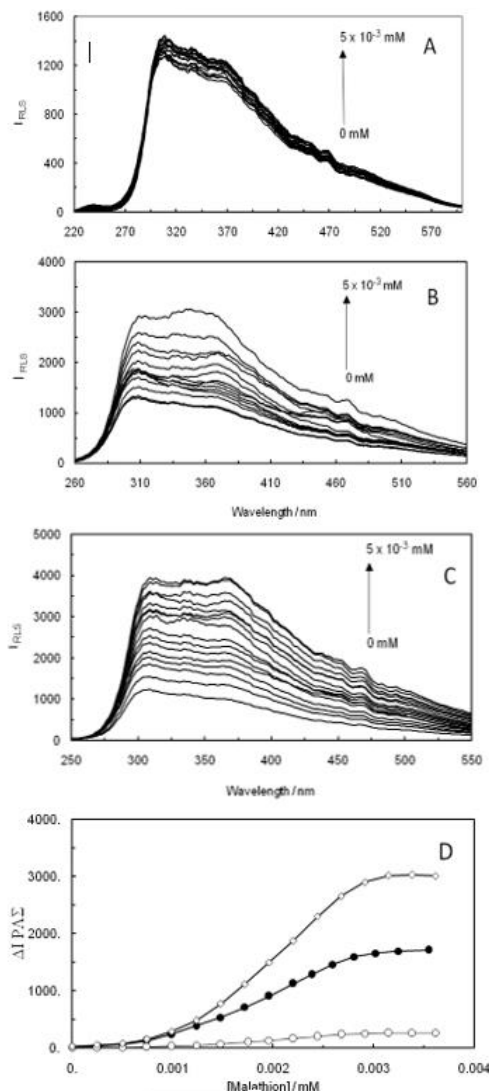 1600
5 x 10⁻³ mM
A
1200
I RLS
800
0 mM
400
0
220 270 320 370 420 470 520 570
4000
5 x 10⁻³ mM
B
3000
I RLS
2000
0 mM
1000
0
260 310 360 410 460 510 560
Wavelength / nm
5000
5 x 10⁻³ mM
C
4000
I RLS
3000
0 mM
2000
1000
0
250 300 350 400 450 500 550
Wavelength / nm
4000.
D
3000.
ΔI ΡΛΣ
2000.
1000.
0.
0. 0.001 0.002 0.003 0.004
[Malathion] / mM